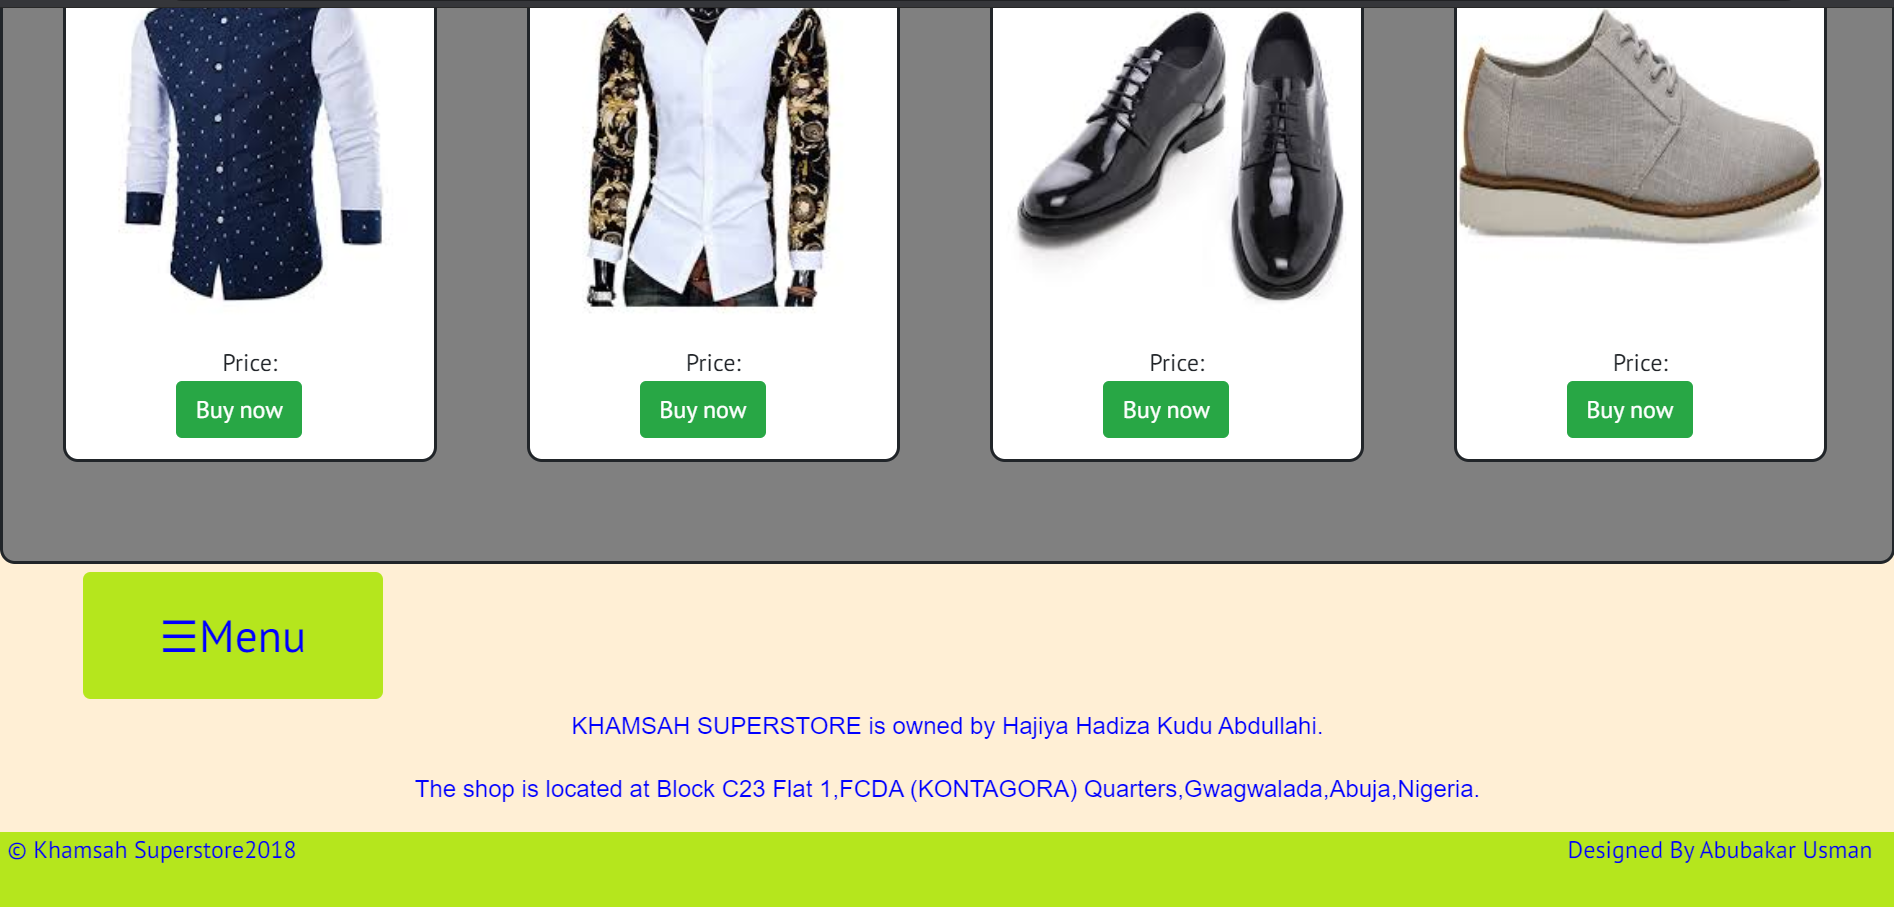 Price: Price: Price: Price:
Buy now Buy now Buy now Buy now
☰Menu
KHAMSAH SUPERSTORE is owned by Hajiya Hadiza Kudu Abdullahi.
The shop is located at Block C23 Flat 1,FCDA (KONTAGORA) Quarters,Gwagwalada,Abuja,Nigeria.
© Khamsah Superstore2018 Designed By Abubakar Usman